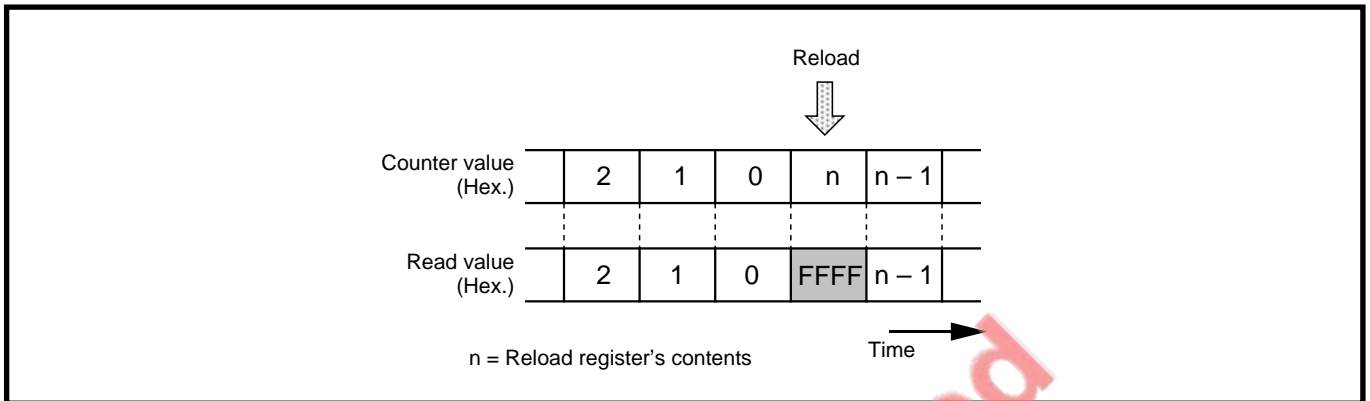 Reload
Counter value
(Hex.)
2 1 0 n n – 1
Read value
(Hex.)
2 1 0 FFFF n – 1
Time
n = Reload register's contents